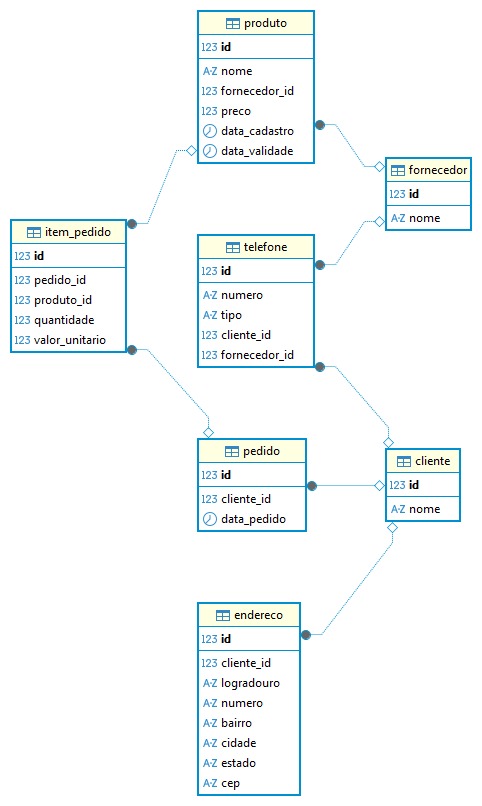 produto
123 id
A-Z nome
123 fornecedor_id
123 preco
data_cadastro
data_validade
fornecedor
123 id
A-Z nome
item_pedido
123 id
123 pedido_id
123 produto_id
123 quantidade
123 valor_unitario
telefone
123 id
A-Z numero
A-Z tipo
123 cliente_id
123 fornecedor_id
pedido
123 id
123 cliente_id
data_pedido
cliente
123 id
A-Z nome
endereco
123 id
123 cliente_id
A-Z logradouro
A-Z numero
A-Z bairro
A-Z cidade
A-Z estado
A-Z cep